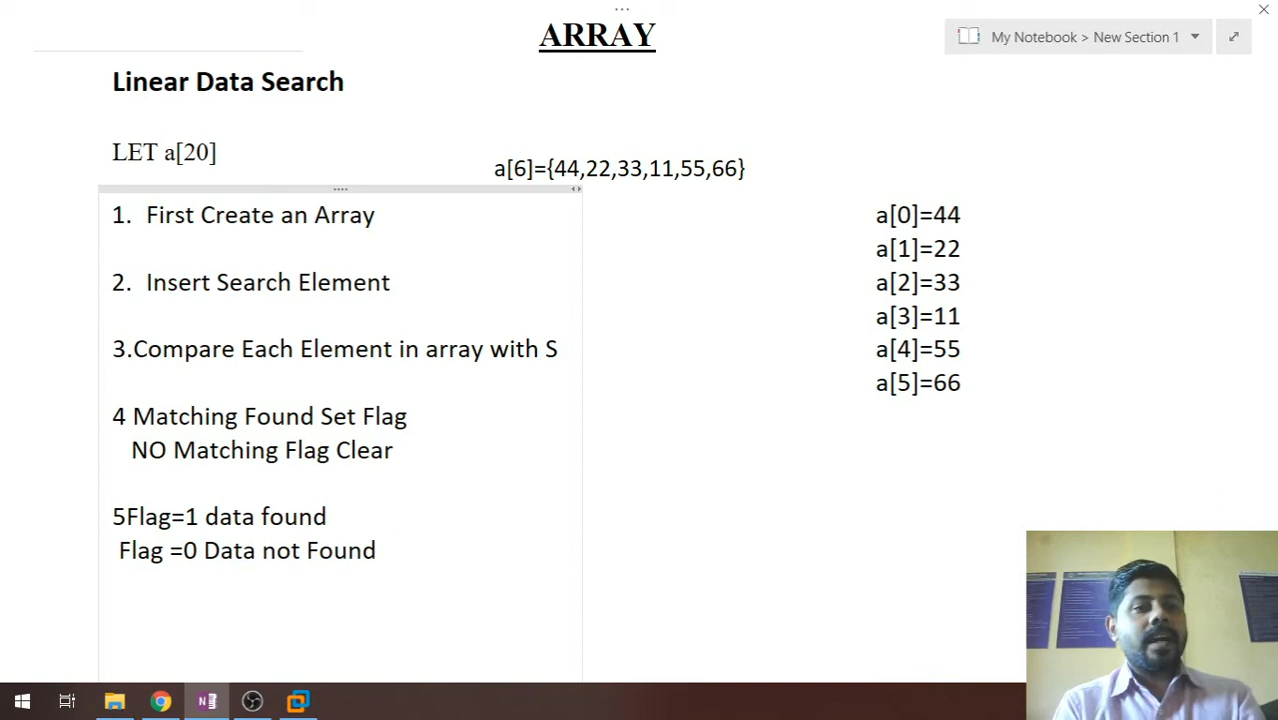 ARRAY
My Notebook > New Section 1
Linear Data Search
LET a[20]
a[6]={44,22,33,11,55,66}
1. First Create an Array
2. Insert Search Element
3.Compare Each Element in array with S
4 Matching Found Set Flag
NO Matching Flag Clear
5Flag=1 data found
Flag =0 Data not Found
a[0]=44
a[1]=22
a[2]=33
a[3]=11
a[4]=55
a[5]=66
N